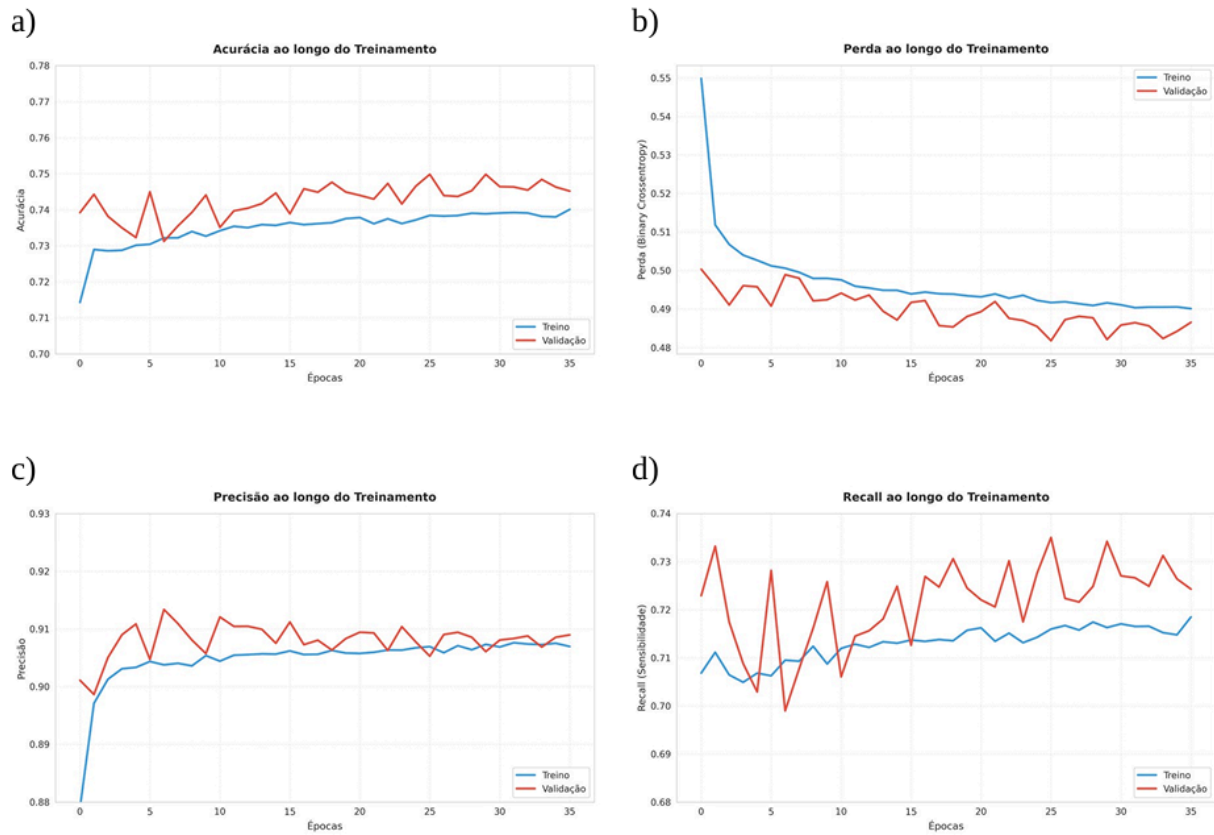 a)
Acurácia ao longo do Treinamento
0.78
0.77
0.76
0.75
0.74
0.73
0.72
0.71
0.70
Acurácia
0 5 10 15 20 25 30 35
Épocas
Treino
Validação
b)
Perda ao longo do Treinamento
0.55
0.54
0.53
0.52
0.51
0.50
0.49
0.48
Perda (Binary Crossentropy)
0 5 10 15 20 25 30 35
Épocas
Treino
Validação
c)
Precisão ao longo do Treinamento
0.93
0.92
0.91
0.90
0.89
0.88
Precisão
0 5 10 15 20 25 30 35
Épocas
Treino
Validação
d)
Recall ao longo do Treinamento
0.74
0.73
0.72
0.71
0.70
0.69
0.68
Recall (Sensibilidade)
0 5 10 15 20 25 30 35
Épocas
Treino
Validação